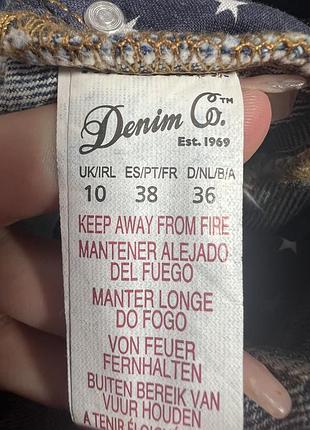 Denim Co.™
Est. 1969
UK/IRL ES/PT/FR D/NL/B/A
10 38 36
KEEP AWAY FROM FIRE
MANTENER ALEJADO
DEL FUEGO
MANTER LONGE
DO FOGO
VON FEUER
FERNHALTEN
BUITEN BEREIK VAN
VUUR HOUDEN
A TENIR